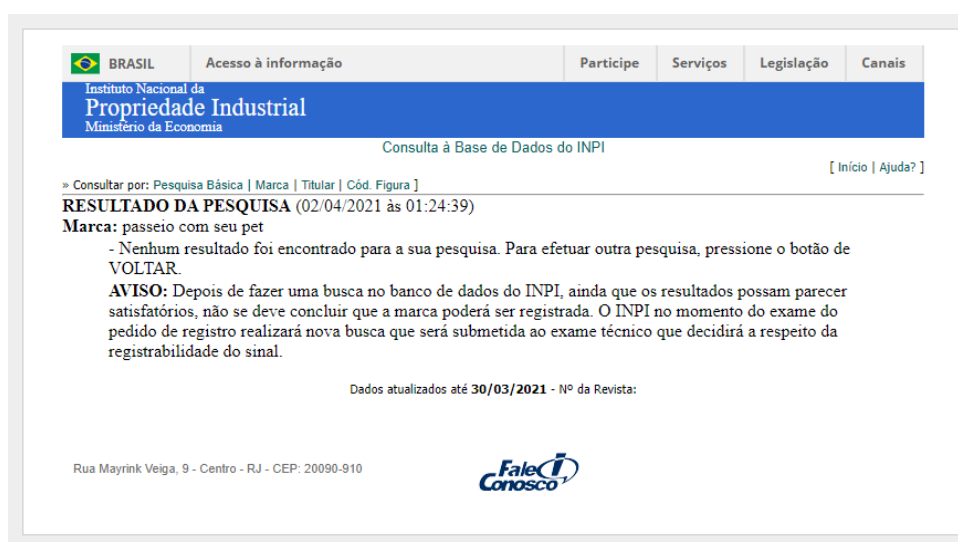 BRASIL Acesso à informação Participe Serviços Legislação Canais
Instituto Nacional da
Propriedade Industrial
Ministério da Economia
Consulta à Base de Dados do INPI
[ Início | Ajuda? ]
» Consultar por: Pesquisa Básica | Marca | Titular | Cód. Figura ]
RESULTADO DA PESQUISA (02/04/2021 às 01:24:39)
Marca: passeio com seu pet
- Nenhum resultado foi encontrado para a sua pesquisa. Para efetuar outra pesquisa, pressione o botão de
VOLTAR.
AVISO: Depois de fazer uma busca no banco de dados do INPI, ainda que os resultados possam parecer
satisfatórios, não se deve concluir que a marca poderá ser registrada. O INPI no momento do exame do
pedido de registro realizará nova busca que será submetida ao exame técnico que decidirá a respeito da
registrabilidade do sinal.
Dados atualizados até 30/03/2021 - Nº da Revista:
Rua Mayrink Veiga, 9 - Centro - RJ - CEP: 20090-910
Fale
Conosco